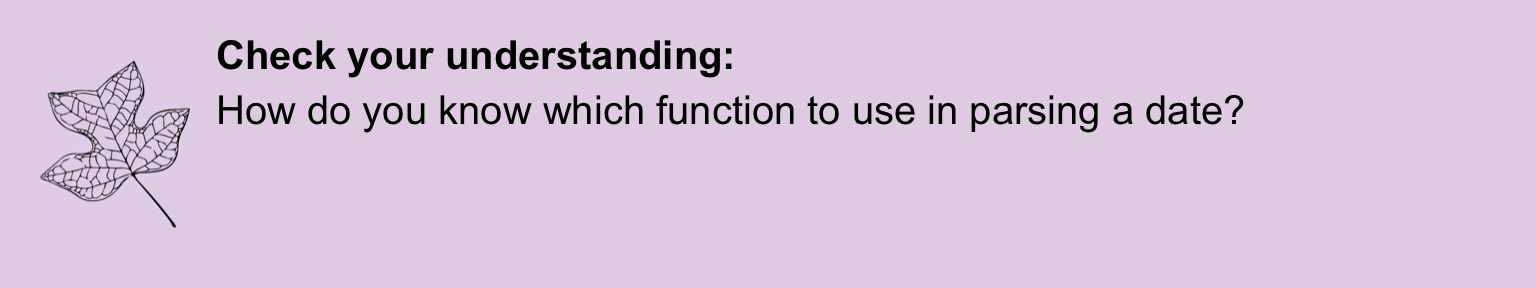 Check your understanding:
How do you know which function to use in parsing a date?